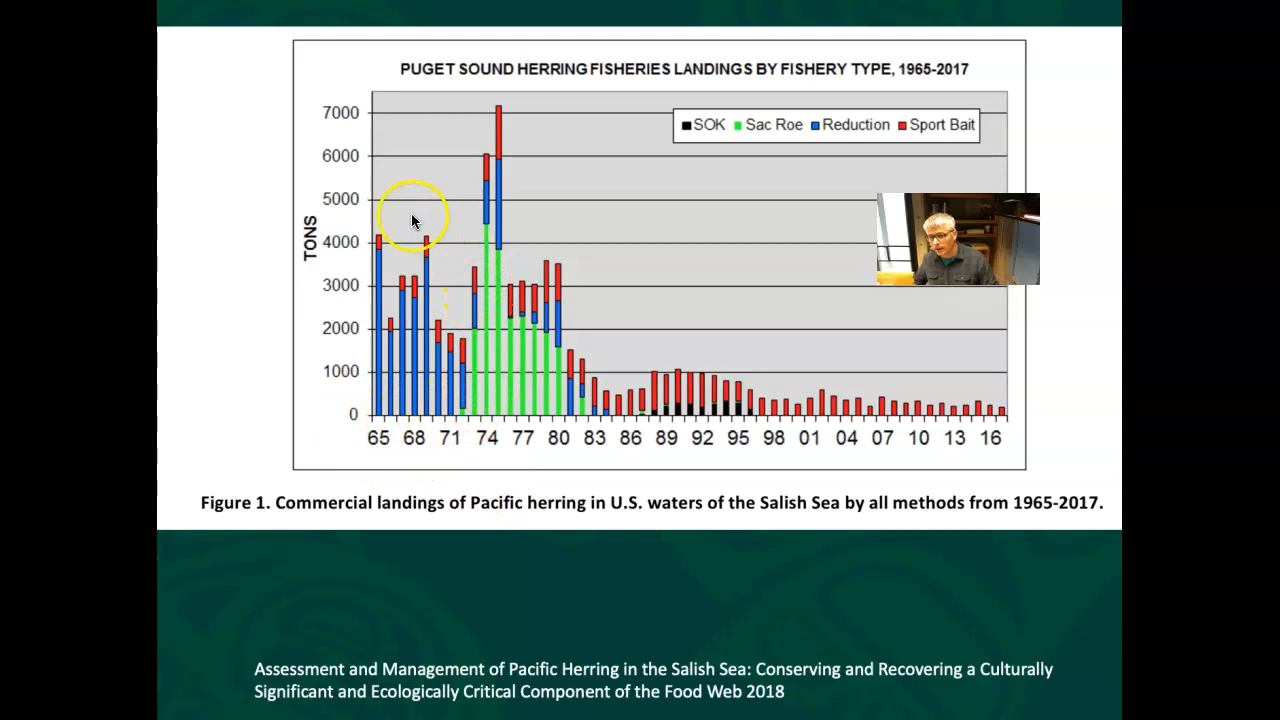 PUGET SOUND HERRING FISHERIES LANDINGS BY FISHERY TYPE, 1965-2017
SOK Sac Roe Reduction Sport Bait
TONS
7000
6000
5000
4000
3000
2000
1000
0
65 68 71 74 77 80 83 86 89 92 95 98 01 04 07 10 13 16
Figure 1. Commercial landings of Pacific herring in U.S. waters of the Salish Sea by all methods from 1965-2017.
Assessment and Management of Pacific Herring in the Salish Sea: Conserving and Recovering a Culturally
Significant and Ecologically Critical Component of the Food Web 2018